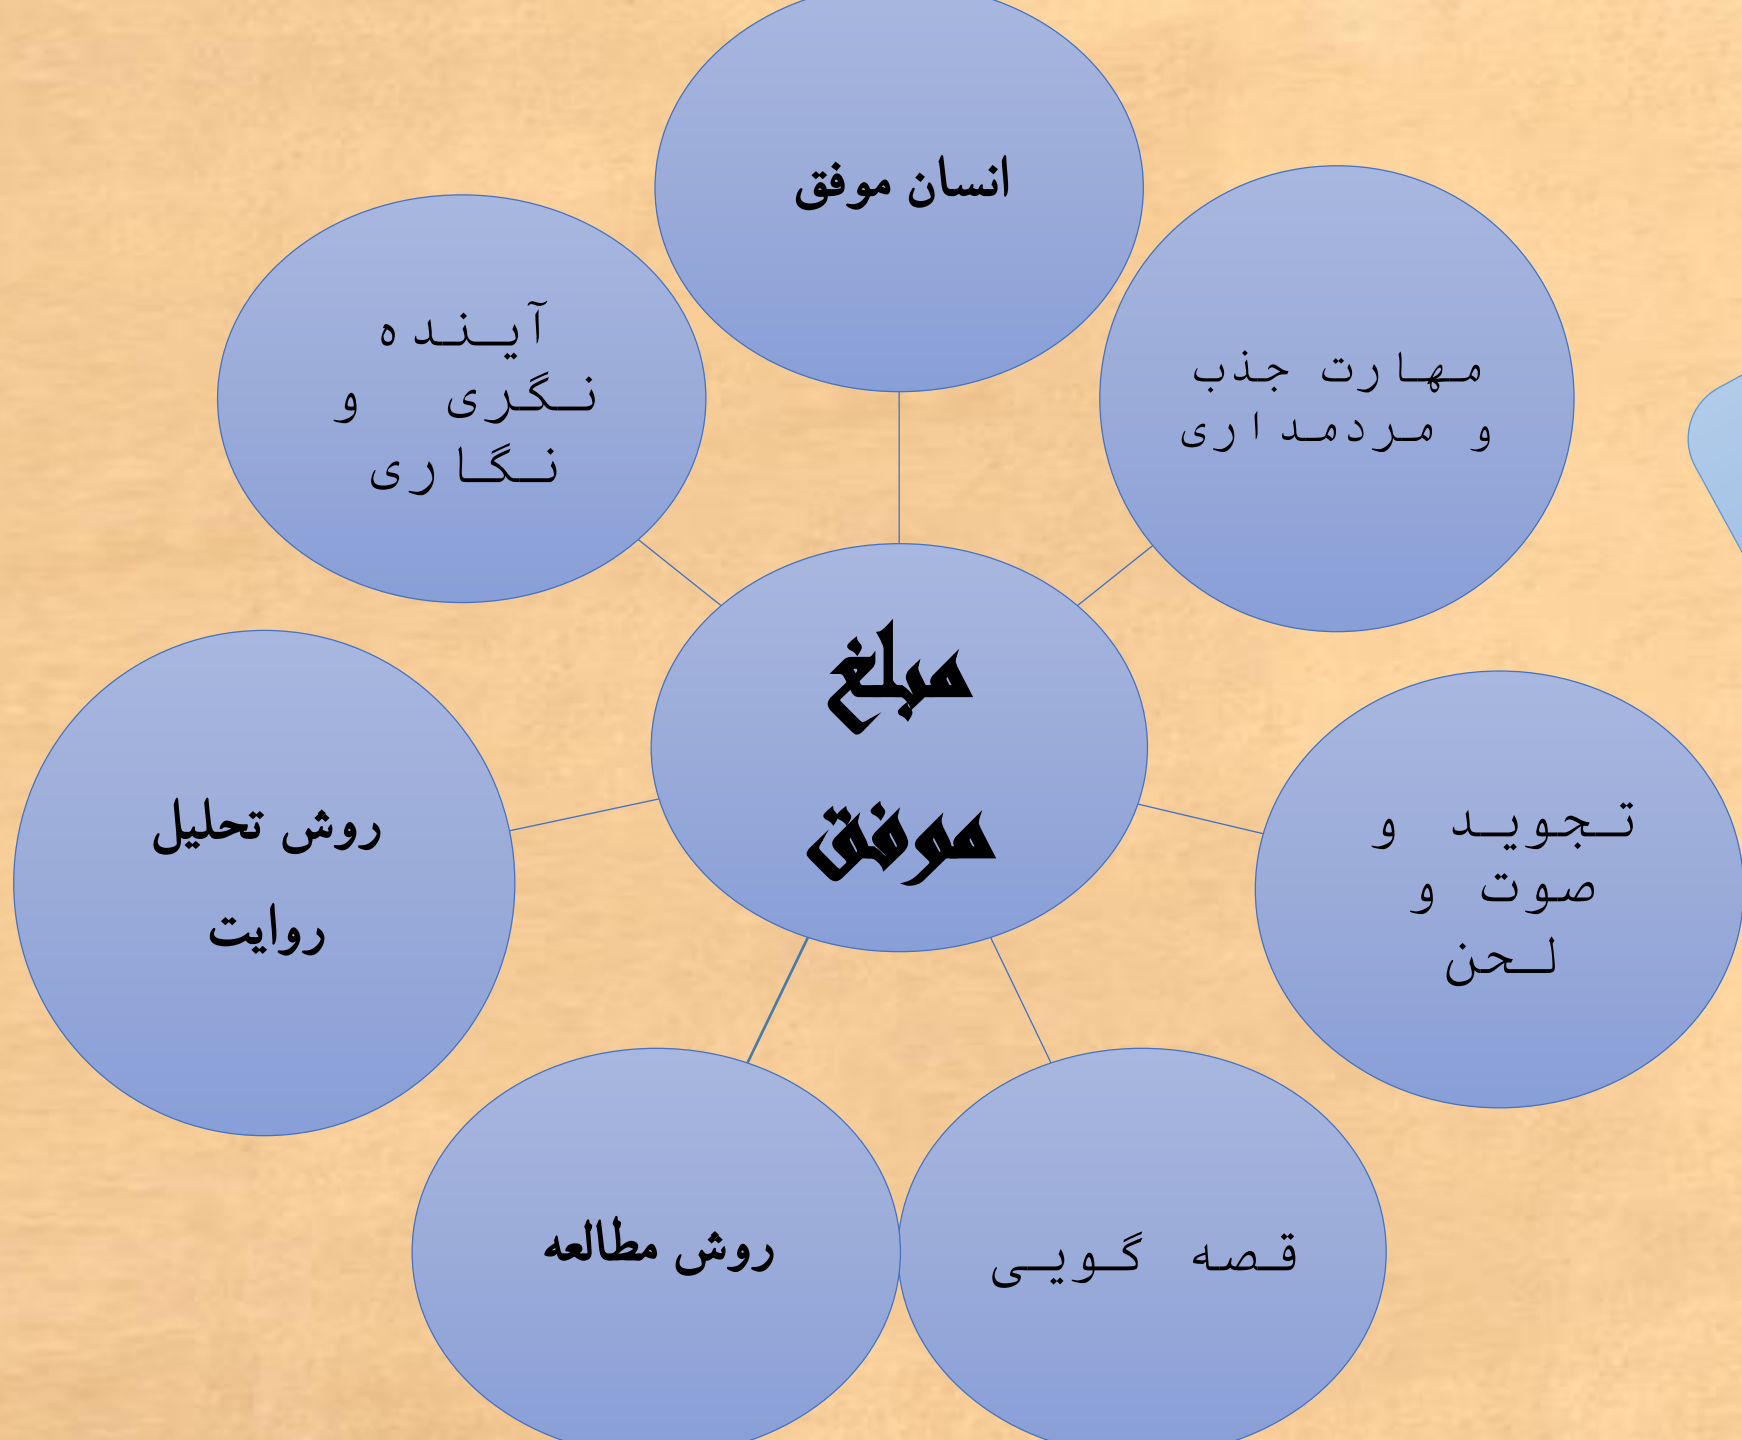 انسان موفق
مهارت جذب
و مردمداری
تجوید و
صوت و
لحن
قصه گویی
روش مطالعه
روش تحلیل
روایت
آینده
نگری و
نگاری
مبلغ
موفق